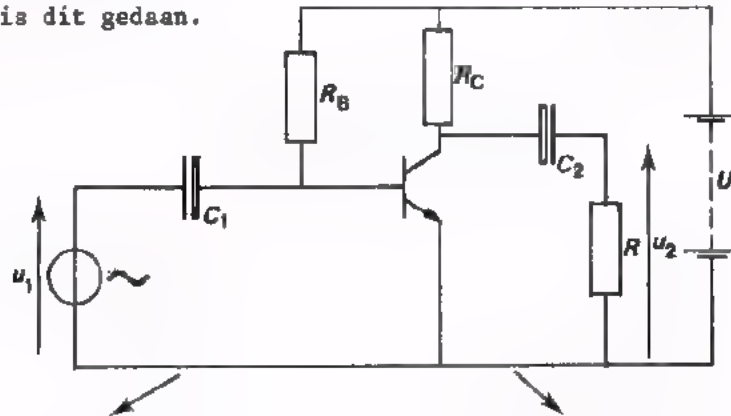 is dit gedaan.
R_B
R_C
C_1
C_2
u_1
R
u_2
U